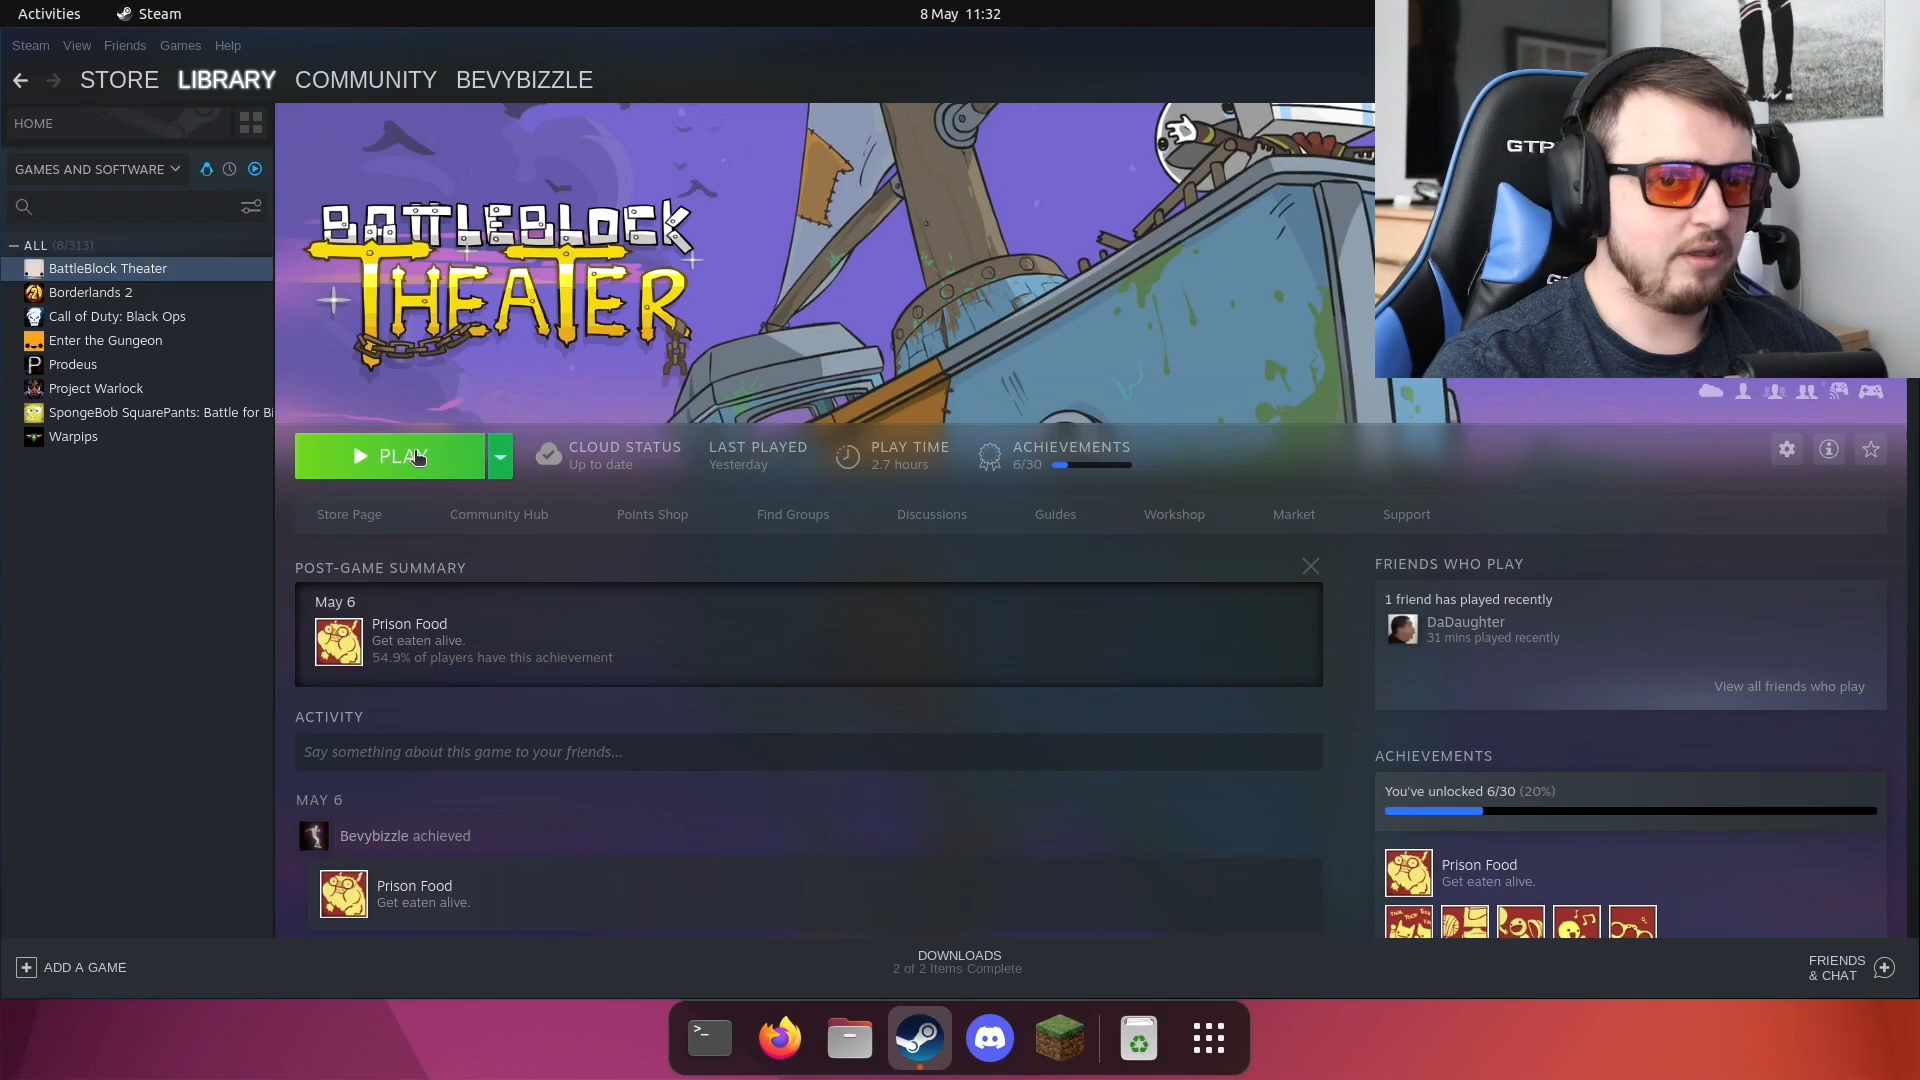 Activities
Steam
8 May 11:32
Steam View Friends Games Help
STORE LIBRARY COMMUNITY BEVYBIZZLE
HOME
GAMES AND SOFTWARE
ALL (8/313)
BattleBlock Theater
Borderlands 2
Call of Duty: Black Ops
Enter the Gungeon
Prodeus
Project Warlock
SpongeBob SquarePants: Battle for Bi
Warpips
BATTLEBLOCK
THEATER
PLAY
CLOUD STATUS
Up to date
LAST PLAYED
Yesterday
PLAY TIME
2.7 hours
ACHIEVEMENTS
6/30
Store Page Community Hub Points Shop Find Groups Discussions Guides Workshop Market Support
POST-GAME SUMMARY
May 6
Prison Food
Get eaten alive.
54.9% of players have this achievement
ACTIVITY
Say something about this game to your friends...
MAY 6
Bevybizzle achieved
Prison Food
Get eaten alive.
FRIENDS WHO PLAY
1 friend has played recently
DaDaughter
31 mins played recently
View all friends who play
ACHIEVEMENTS
You've unlocked 6/30 (20%)
Prison Food
Get eaten alive.
ADD A GAME
DOWNLOADS
2 of 2 Items Complete
FRIENDS
& CHAT